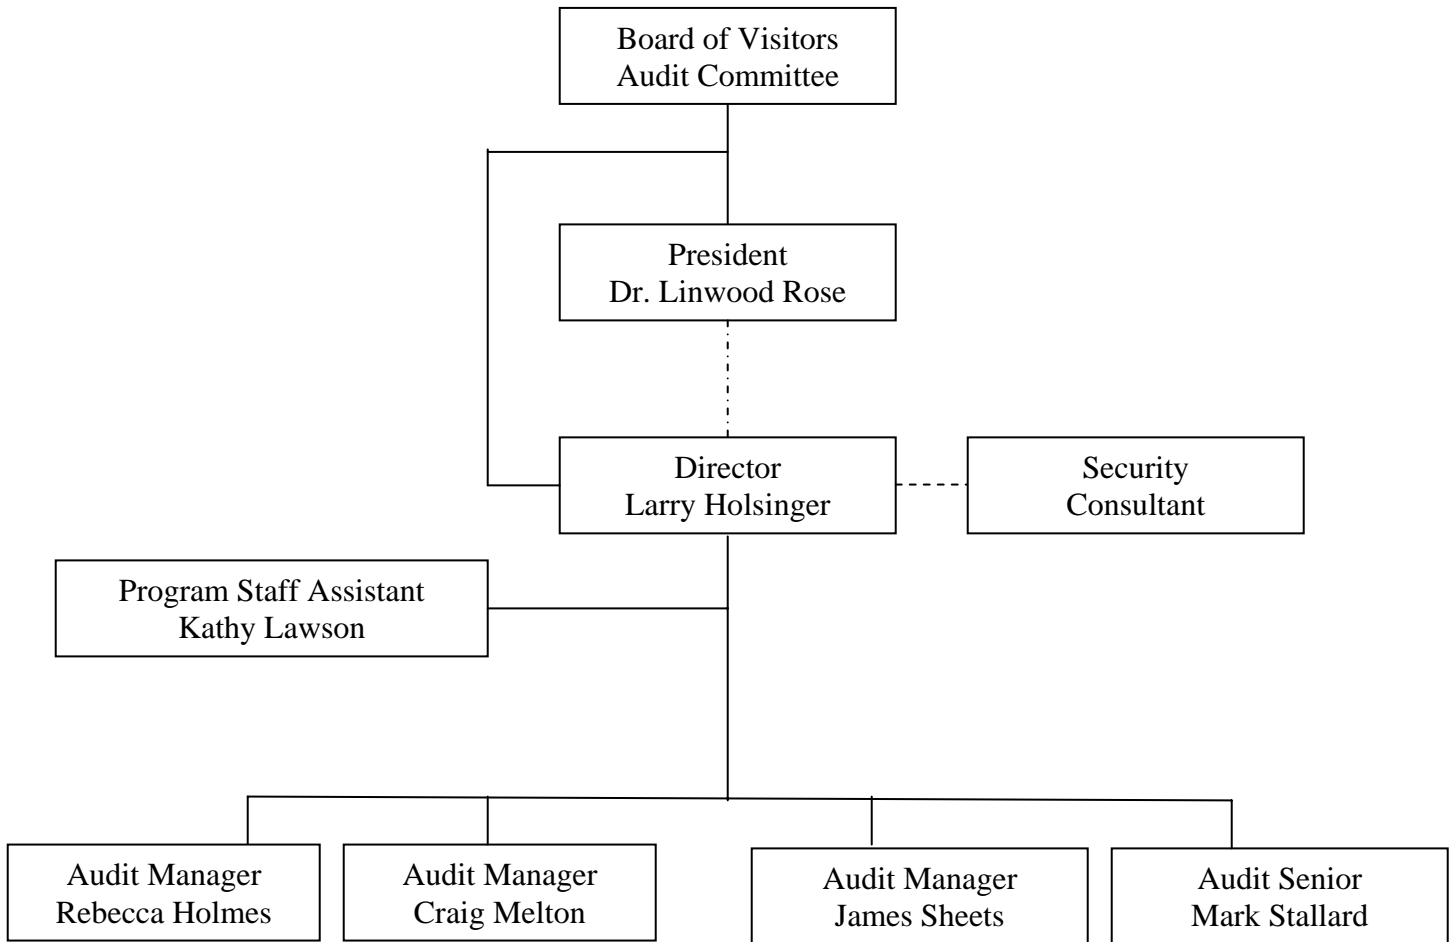 Board of Visitors
Audit Committee
President
Dr. Linwood Rose
Director
Larry Holsinger
Security
Consultant
Program Staff Assistant
Kathy Lawson
Audit Manager
Rebecca Holmes
Audit Manager
Craig Melton
Audit Manager
James Sheets
Audit Senior
Mark Stallard